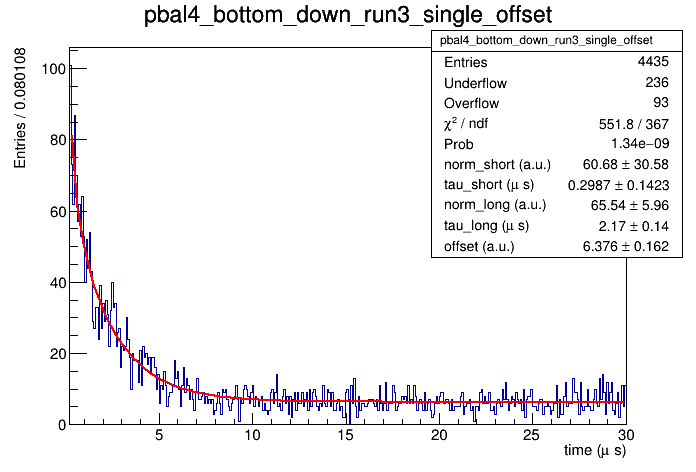 pbal4_bottom_down_run3_single_offset
pbal4_bottom_down_run3_single_offset
Entries 4435
Underflow 236
Overflow 93
χ² / ndf 551.8 / 367
Prob 1.34e−09
norm_short (a.u.) 60.68 ± 30.58
tau_short (μ s) 0.2987 ± 0.1423
norm_long (a.u.) 65.54 ± 5.96
tau_long (μ s) 2.17 ± 0.14
offset (a.u.) 6.376 ± 0.162
Entries / 0.080108
100
80
60
40
20
0
5 10 15 20 25 30
time (μ s)